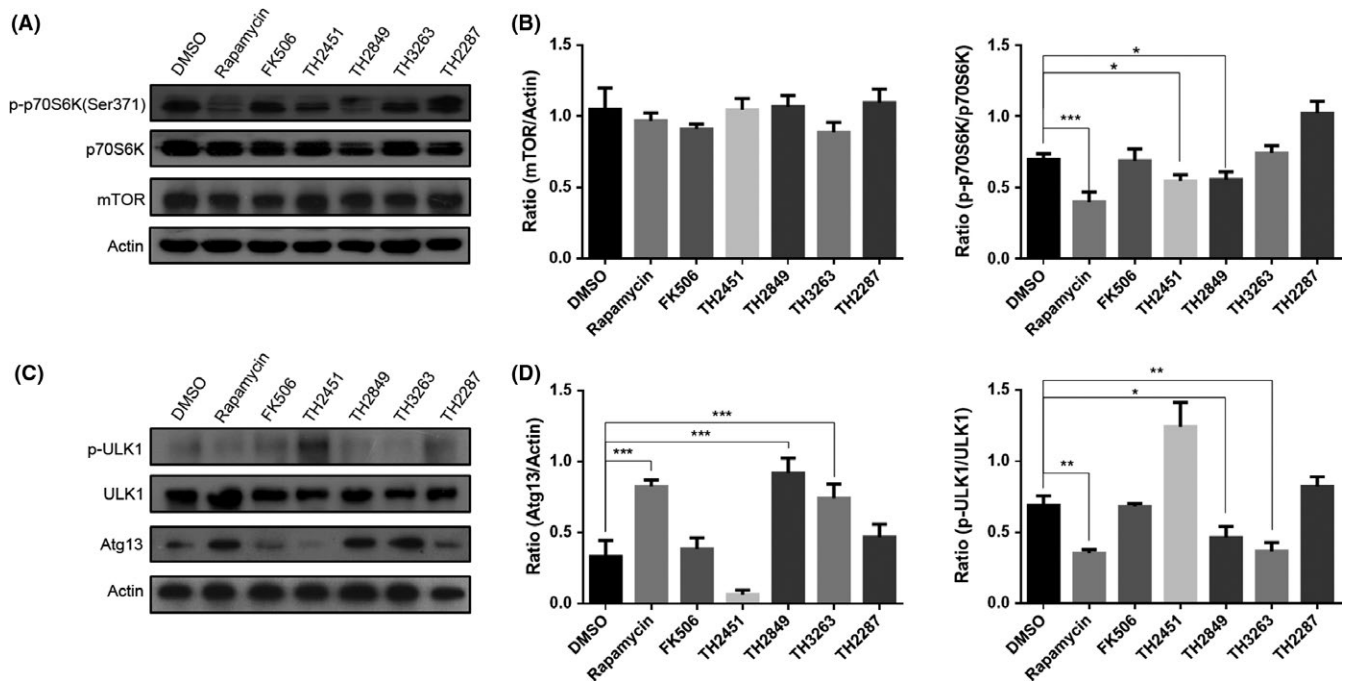 (A)
DMSO
Rapamycin
FK506
TH2451
TH2849
TH3263
TH2287
p-p70S6K(Ser371)
p70S6K
mTOR
Actin
(B)
Ratio (mTOR/Actin)
1.5
1.0
0.5
0.0
DMSO
Rapamycin
FK506
TH2451
TH2849
TH3263
TH2287
Ratio (p-p70S6K/p70S6K)
1.5
1.0
0.5
0.0
*
*
***
DMSO
Rapamycin
FK506
TH2451
TH2849
TH3263
TH2287
(C)
DMSO
Rapamycin
FK506
TH2451
TH2849
TH3263
TH2287
p-ULK1
ULK1
Atg13
Actin
(D)
Ratio (Atg13/Actin)
1.5
1.0
0.5
0.0
***
***
***
DMSO
Rapamycin
FK506
TH2451
TH2849
TH3263
TH2287
Ratio (p-ULK1/ULK1)
1.5
1.0
0.5
0.0
**
*
**
DMSO
Rapamycin
FK506
TH2451
TH2849
TH3263
TH2287